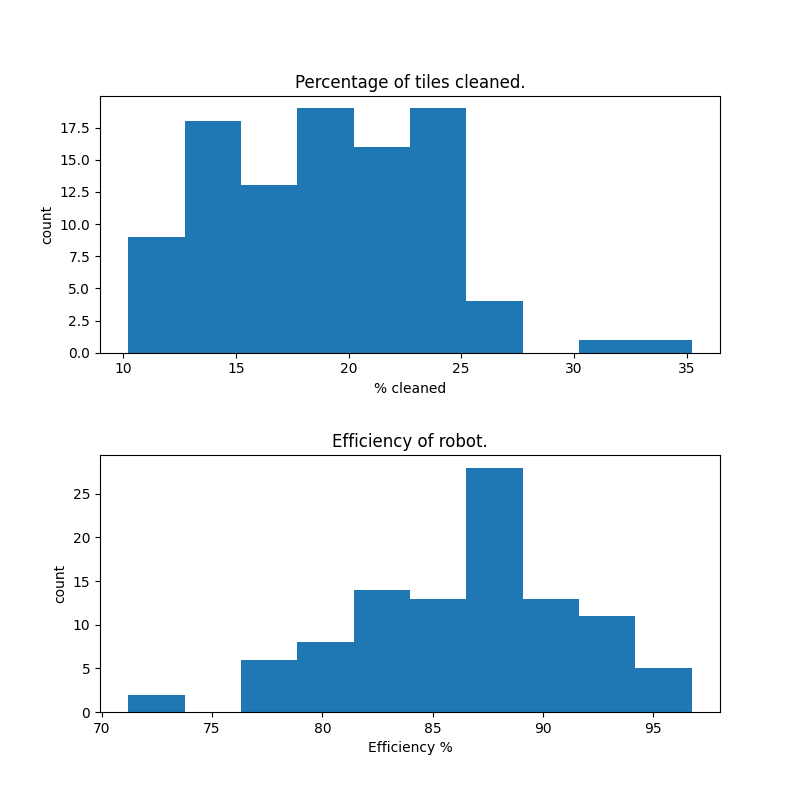 Percentage of tiles cleaned.
17.5
15.0
12.5
10.0
7.5
5.0
2.5
0.0
count
10 15 20 25 30 35
% cleaned
Efficiency of robot.
25
20
15
10
5
0
count
70 75 80 85 90 95
Efficiency %